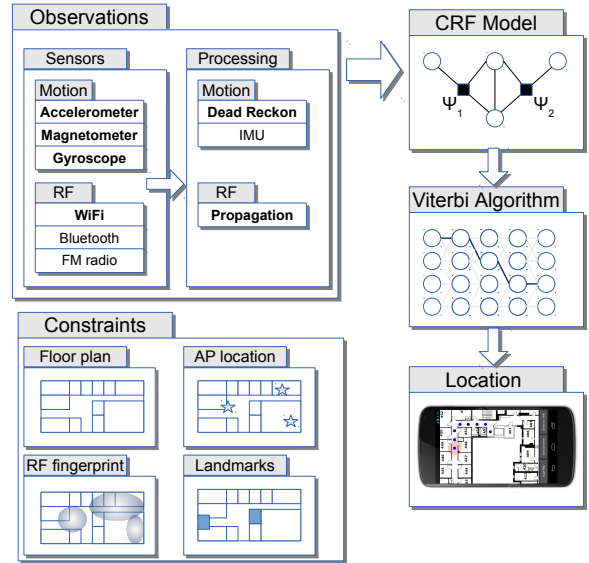 Observations
Sensors
Motion
Accelerometer
Magnetometer
Gyroscope
RF
WiFi
Bluetooth
FM radio
Processing
Motion
Dead Reckon
IMU
RF
Propagation
CRF Model
Ψ1
Ψ2
Viterbi Algorithm
Location
Constraints
Floor plan
AP location
RF fingerprint
Landmarks